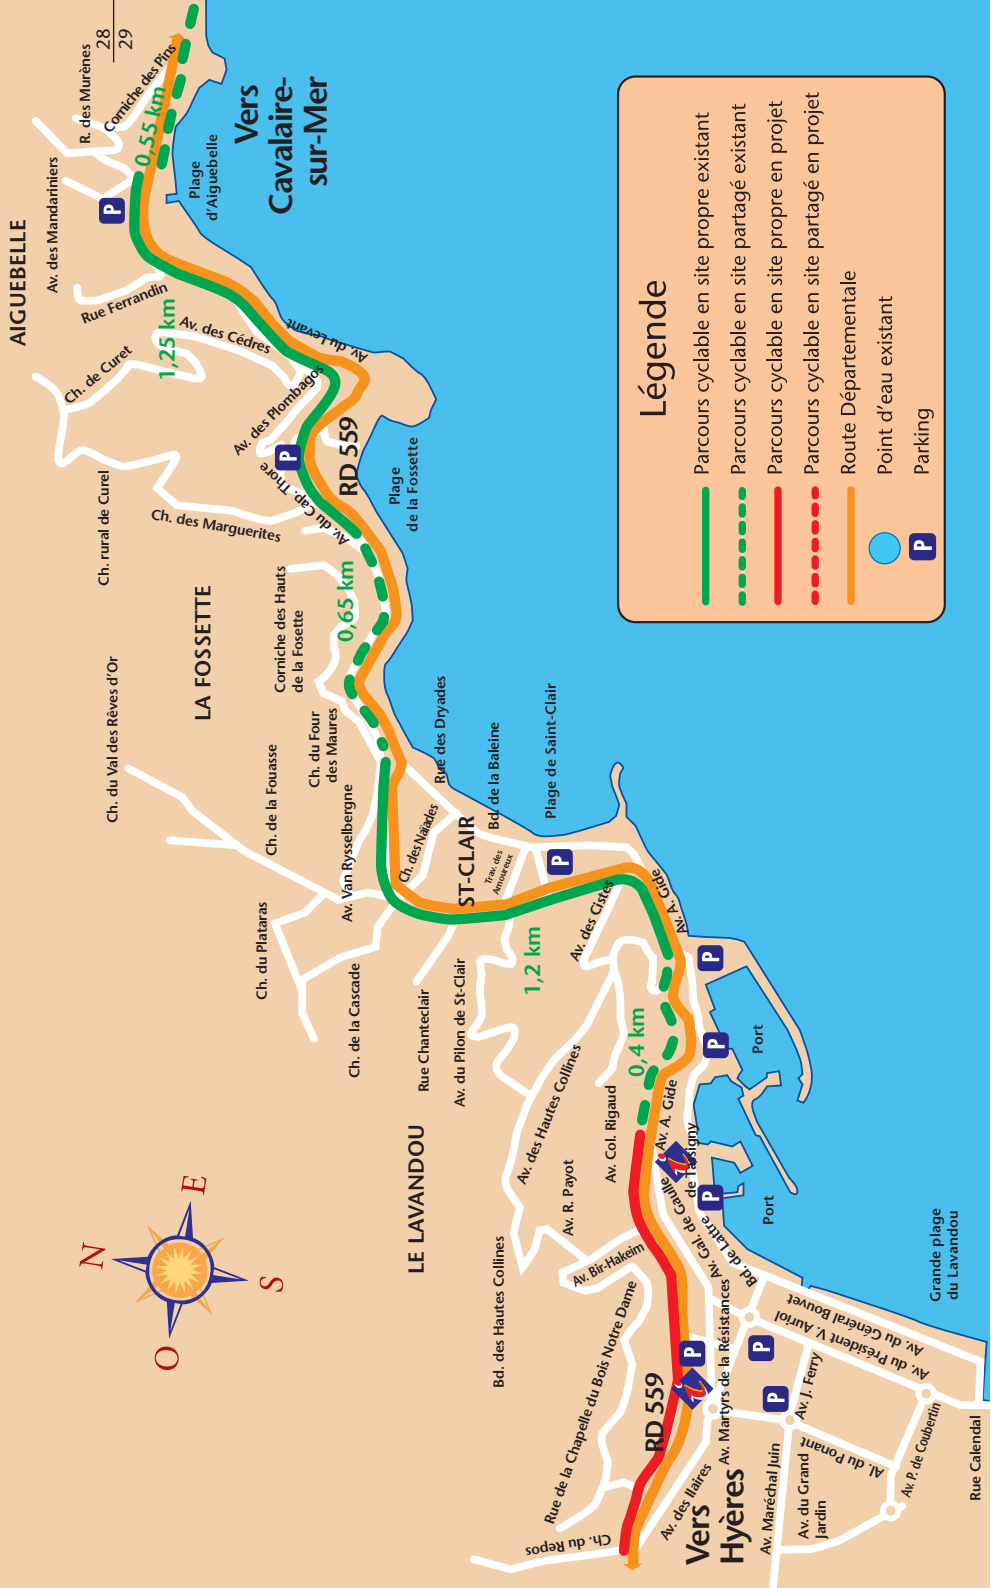 28
29
R. des Murènes
Corniche des Pins
0,55 km
Plage
d'Aiguebelle
Vers
Cavalaire-
sur-Mer
AIGUEBELLE
Av. des Mandariniers
Rue Ferrandin
1,25 km
Av. des Cédres
Av. du Levant
Ch. de Curet
Av. des Plombagos
RD 559
Plage
de la Fossette
Av. du Cap. Thore
Ch. rural de Curel
Ch. des Marguerites
LA FOSSETTE
Corniche des Hauts
de la Fosette
0,65 km
Ch. du Val des Rêves d'Or
Ch. du Four
des Maures
Ch. de la Fouasse
Av. Van Rysselbergne
Rue des Dryades
Bd. de la Baleine
Plage de Saint-Clair
Ch. des Naïades
ST-CLAIR
Trav. des
Amoureux
Ch. du Plataras
Ch. de la Cascade
Rue Chanteclair
Av. du Pilon de St-Clair
1,2 km
Av. des Cistes
Av. A. Gide
0,4 km
Av. des Hautes Collines
Av. Col. Rigaud
Av. A. Gide
Port
Port
LE LAVANDOU
Av. R. Payot
Bd. des Hautes Collines
Av. Bir-Hakeim
Av. Gal. de Gaulle
Bd. de Lattre
de Tassigny
Grande plage
du Lavandou
Rue de la Chapelle du Bois Notre Dame
RD 559
Av. Martyrs de la Résistances
Av. du Général Bouvet
Av. du Président V. Auriol
Av. J. Ferry
Al. du Ponant
Av. P. de Coubertin
Rue Calendal
Av. des Ilaires
Ch. du Repos
Vers
Hyères
Av. Maréchal Juin
Av. du Grand
Jardin
N
E
S
O
P
P
P
P
P
P
P
P
P
Légende
Parcours cyclable en site propre existant
Parcours cyclable en site partagé existant
Parcours cyclable en site propre en projet
Parcours cyclable en site partagé en projet
Route Départementale
Point d'eau existant
P Parking